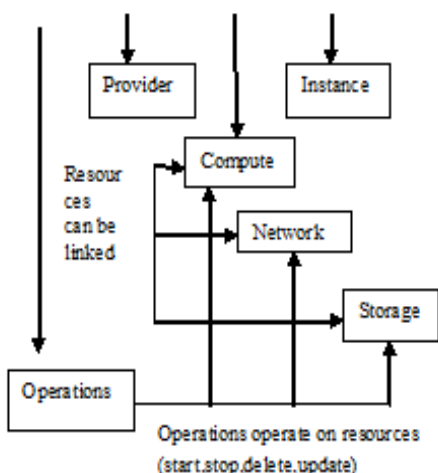 Provider
Instance
Compute
Resour
ces
can be
linked
Network
Storage
Operations
Operations operate on resources
(start,stop,delete,update)